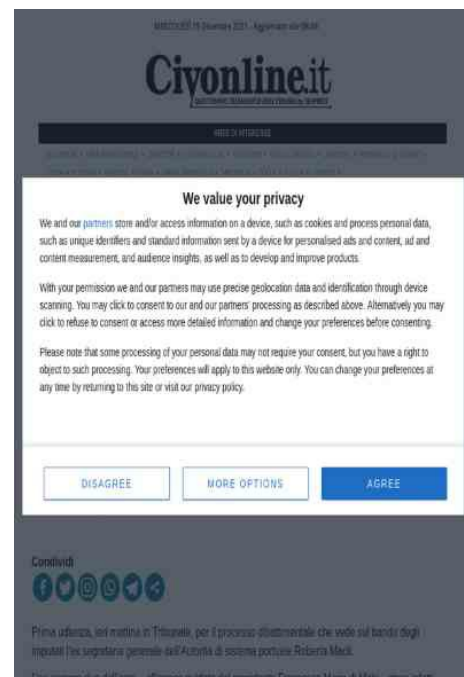 Civonline.it
We value your privacy
We and our partners store and/or access information on a device, such as cookies and process personal data,
such as unique identifiers and standard information sent by a device for personalised ads and content, ad and
content measurement, and audience insights, as well as to develop and improve products.
With your permission we and our partners may use precise geolocation data and identification through device
scanning. You may click to consent to our and our partners' processing as described above. Alternatively you may
click to refuse to consent or access more detailed information and change your preferences before consenting.
Please note that some processing of your personal data may not require your consent, but you have a right to
object to such processing. Your preferences will apply to this website only. You can change your preferences at
any time by returning to this site or visit our privacy policy.
DISAGREE
MORE OPTIONS
AGREE
Condividi
Prima udienza, ieri mattina in Tribunale, per il processo dibattimentale che vede sul banco degli
imputati l'ex segretaria generale dell'Autorità di sistema portuale Roberta Macii.